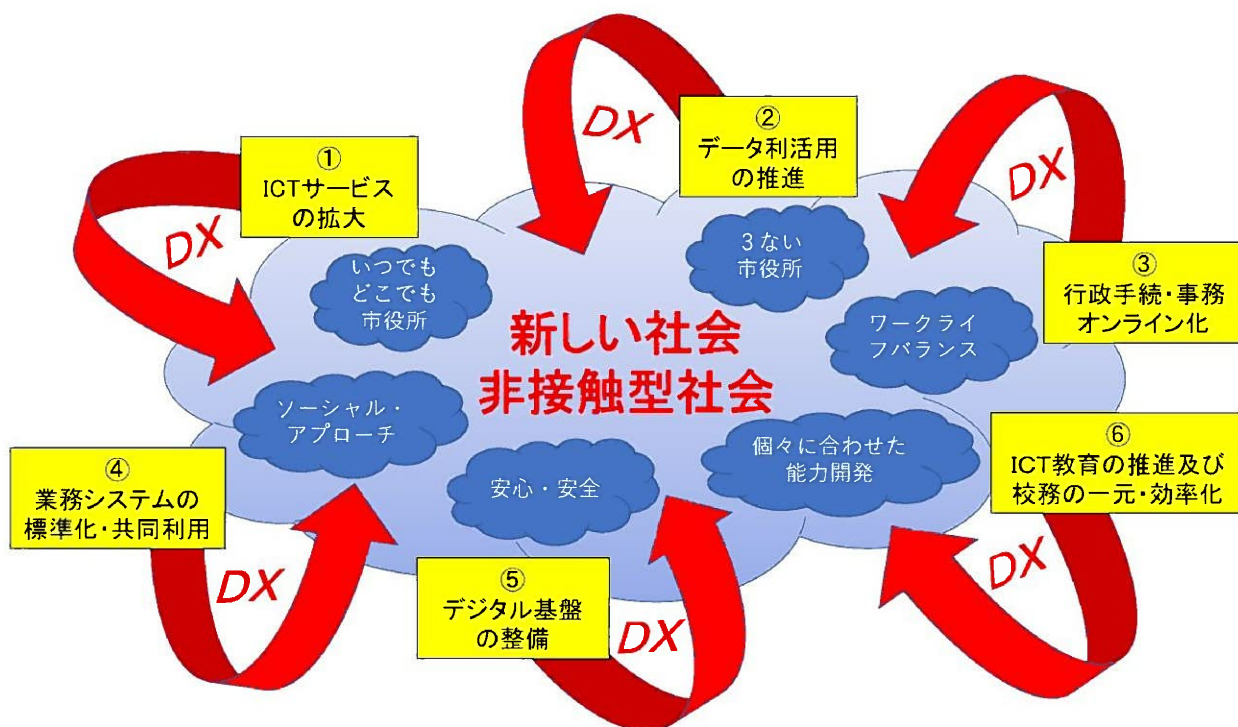 ①
ICTサービス
の拡大
DX
②
データ利活用
の推進
DX
③
行政手続・事務
オンライン化
DX
いつでも
どこでも
市役所
3ない
市役所
ワークライ
フバランス
新しい社会
非接触型社会
ソーシャル・
アプローチ
安心・安全
個々に合わせた
能力開発
④
業務システムの
標準化・共同利用
DX
⑤
デジタル基盤
の整備
DX
⑥
ICT教育の推進及び
校務の一元・効率化
DX